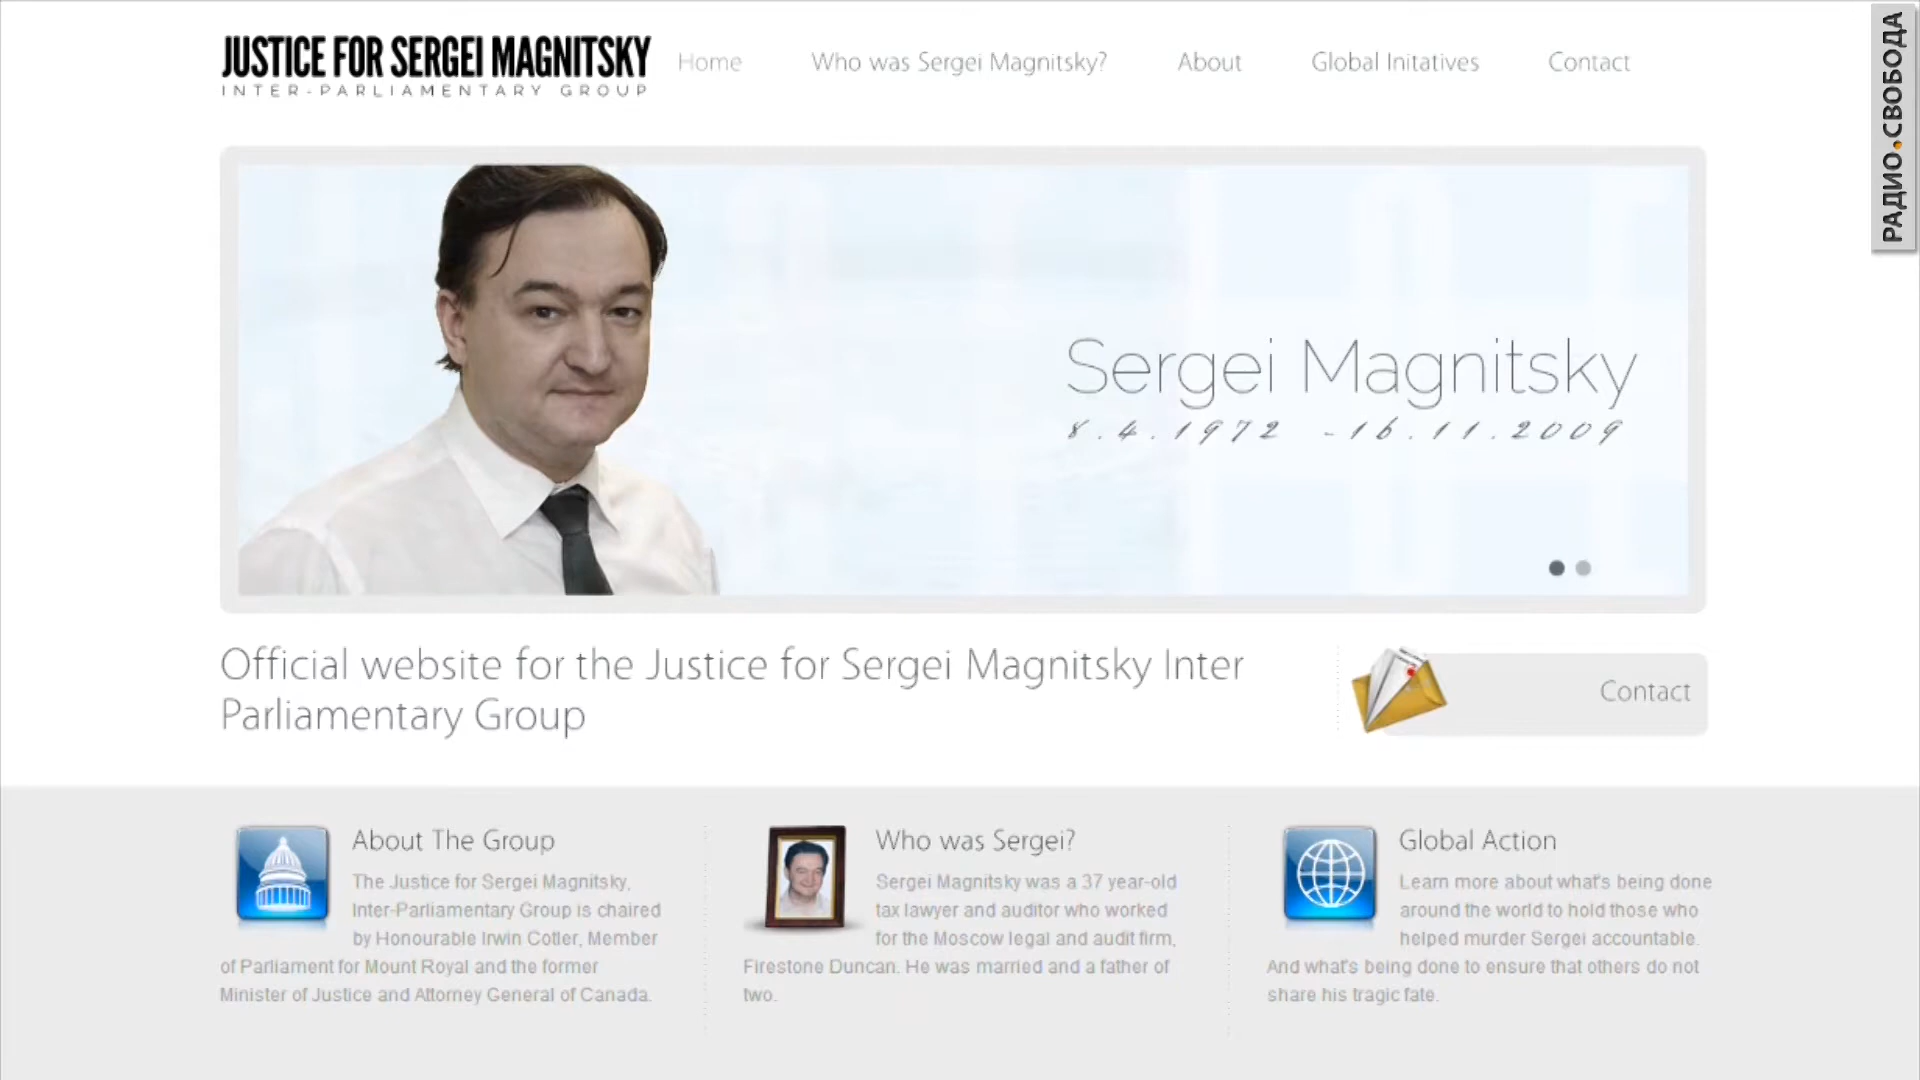 JUSTICE FOR SERGEI MAGNITSKY
INTER-PARLIAMENTARY GROUP
Home
Who was Sergei Magnitsky?
About
Global Initatives
Contact
РАДИО СВОБОДА
Sergei Magnitsky
8.4.1972 -16.11.2009
Official website for the Justice for Sergei Magnitsky Inter
Parliamentary Group
Contact
About The Group
The Justice for Sergei Magnitsky,
Inter-Parliamentary Group is chaired
by Honourable Irwin Cotler, Member
of Parliament for Mount Royal and the former
Minister of Justice and Attorney General of Canada.
Who was Sergei?
Sergei Magnitsky was a 37 year-old
tax lawyer and auditor who worked
for the Moscow legal and audit firm,
Firestone Duncan. He was married and a father of
two.
Global Action
Learn more about what's being done
around the world to hold those who
helped murder Sergei accountable.
And what's being done to ensure that others do not
share his tragic fate.